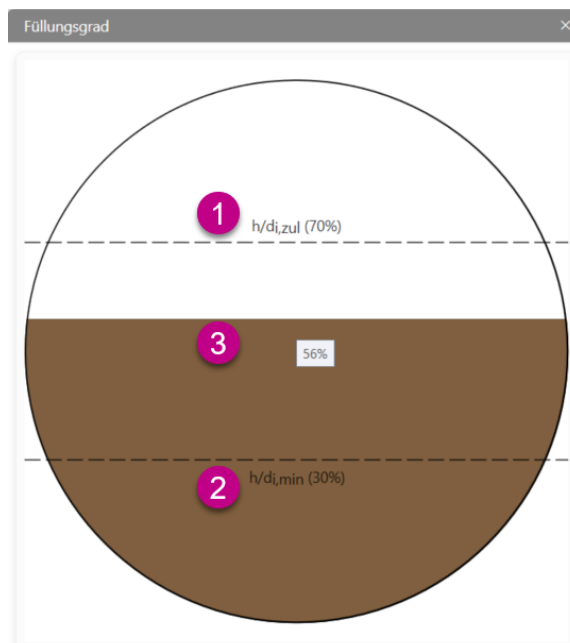 Füllungsgrad ×
1
h/di,zul (70%)
3
56%
h/di,min (30%)
2